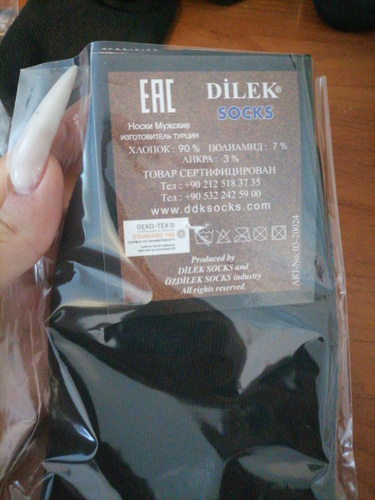 EAC
DİLEK®
SOCKS
Носки Мужские
ИЗГОТОВИТЕЛЬ ТУРЦИЯ
ХЛОПОК : 90 % ПОЛИАМИД : 7 %
ЛИКРА : 3 %
ТОВАР СЕРТИФИЦИРОВАН
Тел : +90 212 518 37 35
Тел : +90 532 242 59 00
www.ddksocks.com
OEKO-TEX®
STANDARD 100
Produced by
DİLEK SOCKS and
ÖZDİLEK SOCKS industry
All rights reserved.
ART-No. 03-20024